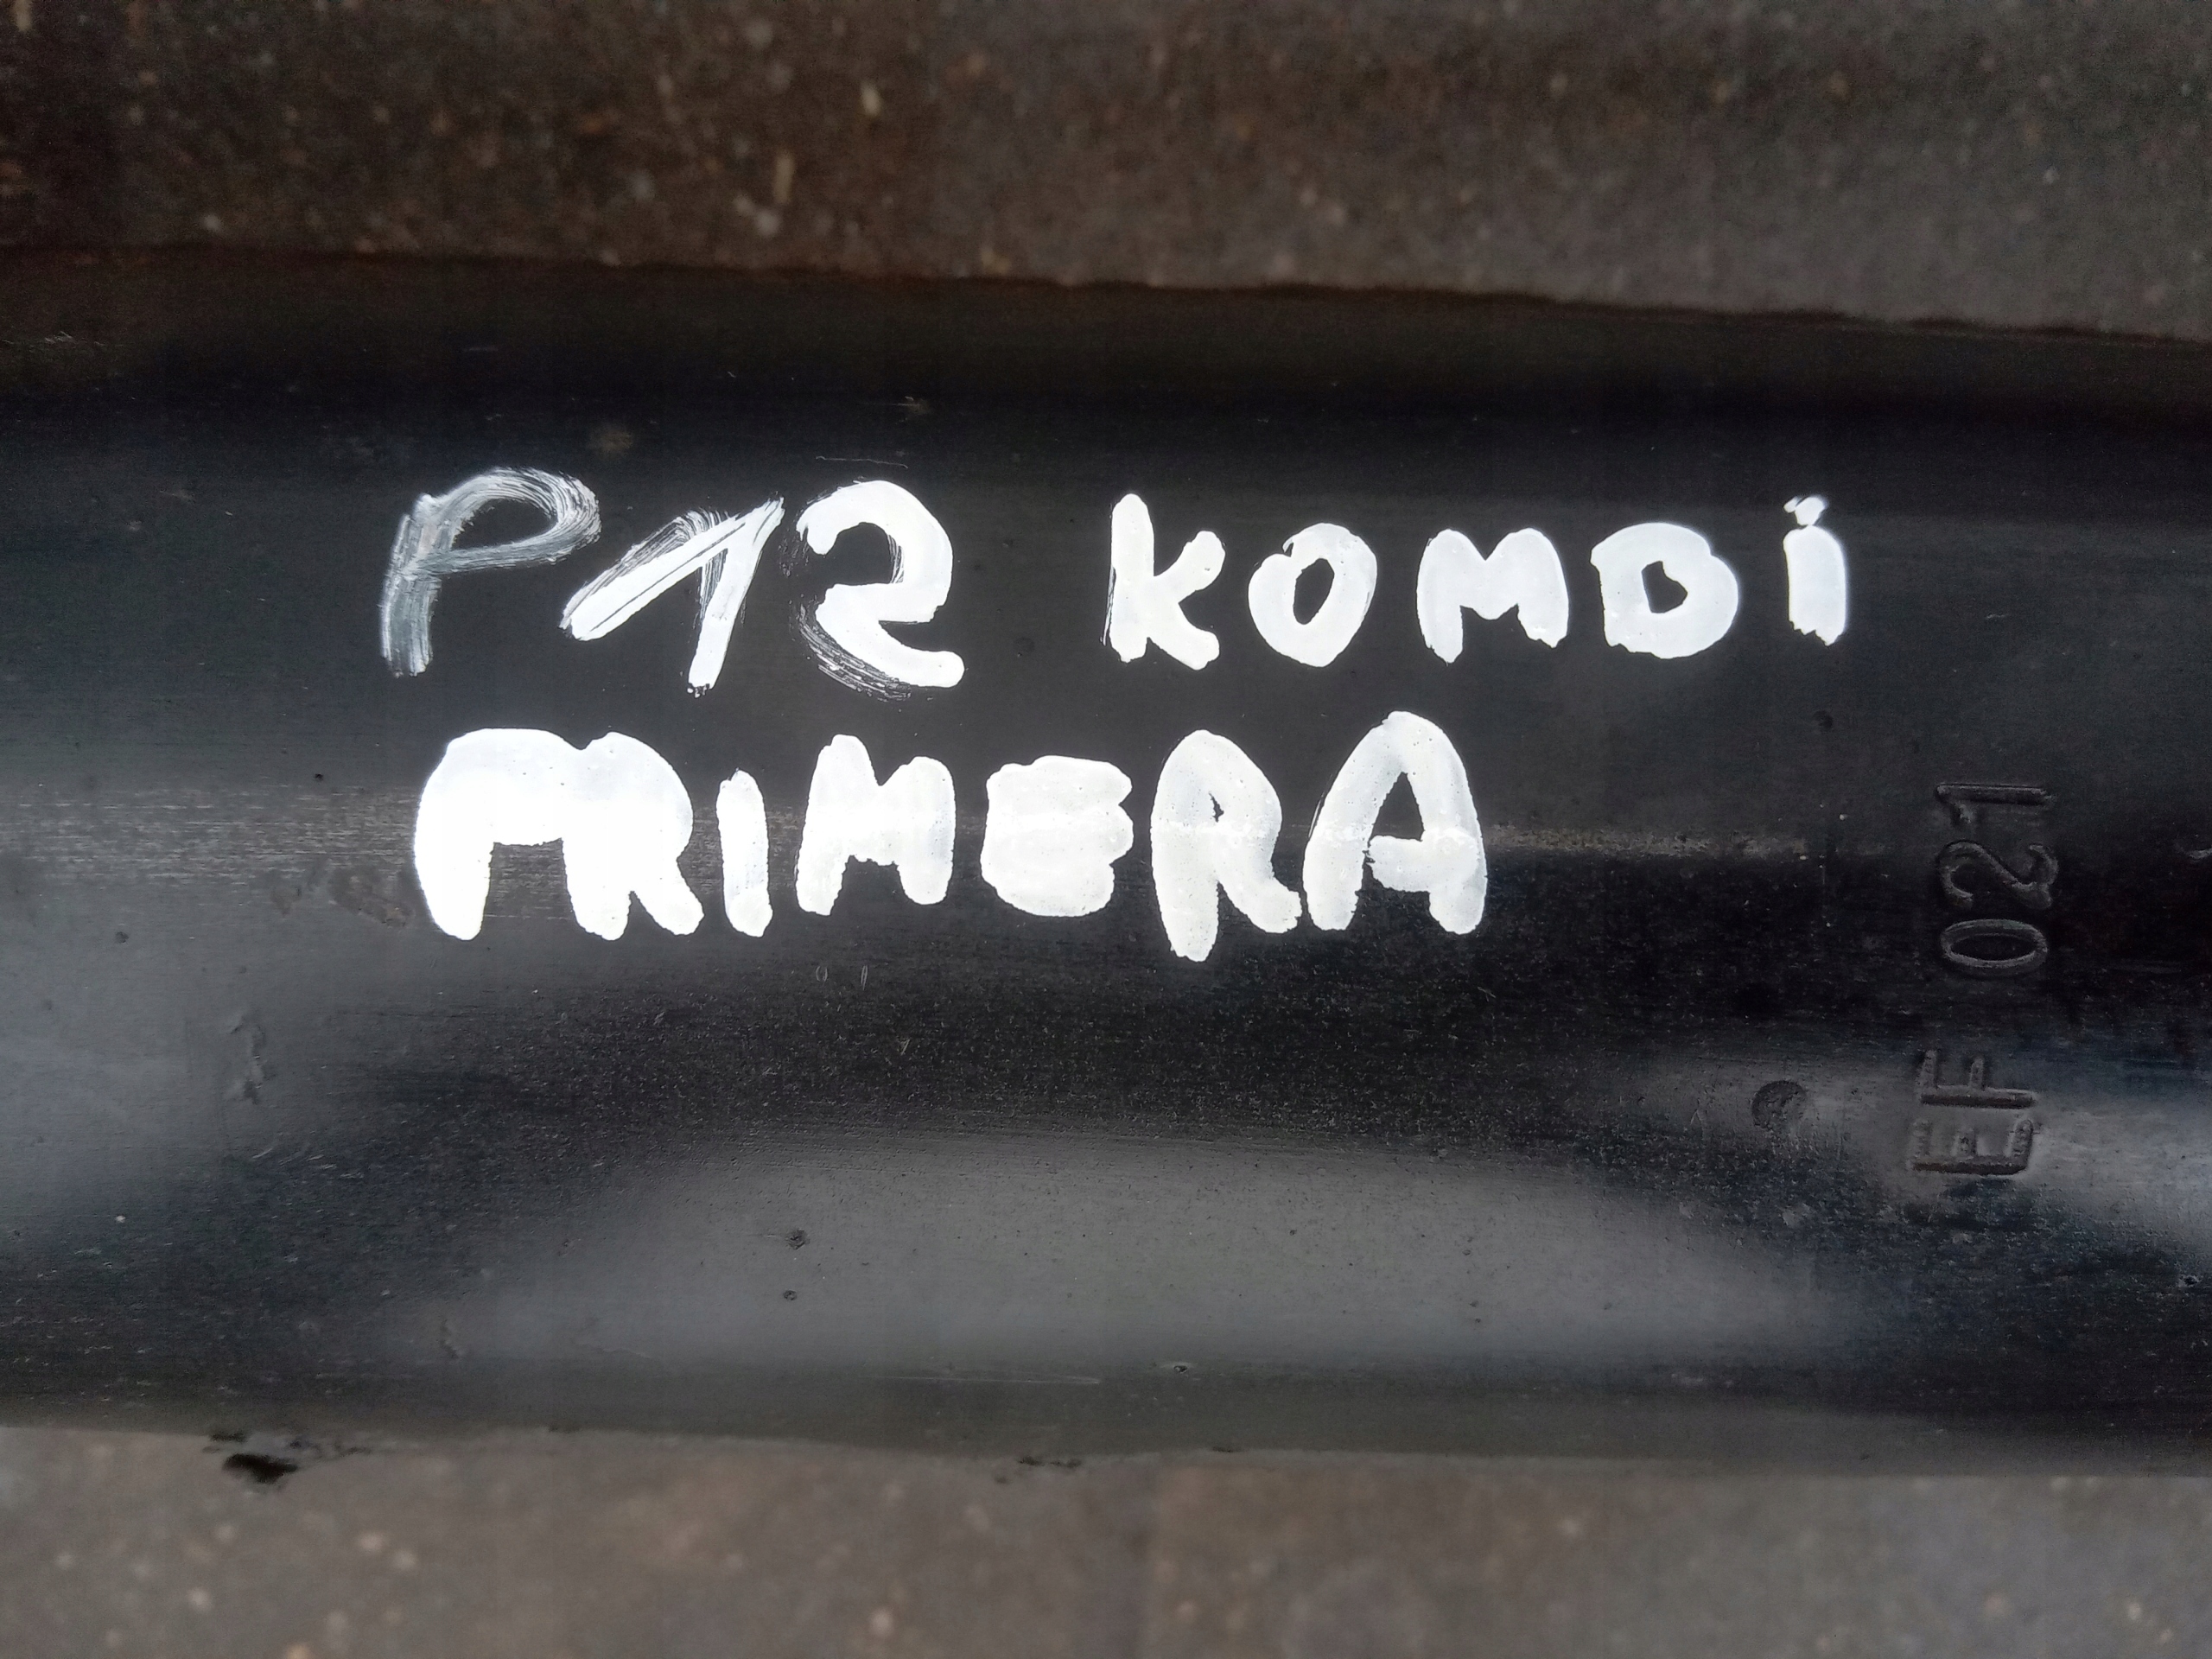 P12 KOMBi
PRIMERA
EF 021